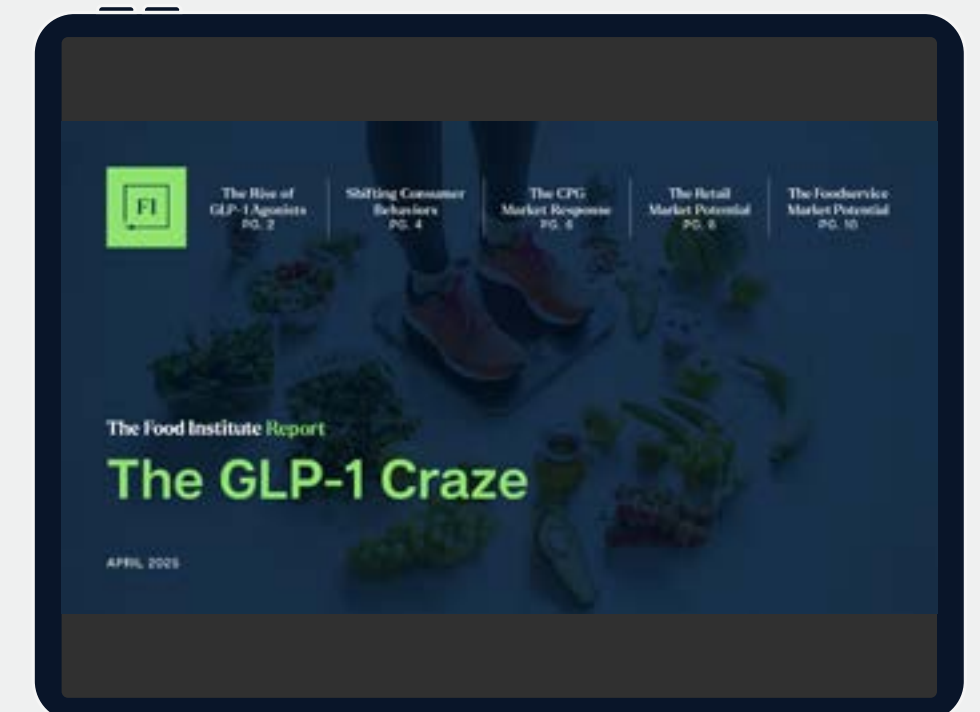 FI
The Rise of
GLP-1 Agonists
PG. 2
Shifting Consumer
Behaviors
PG. 4
The CPG
Market Response
PG. 6
The Retail
Market Potential
PG. 8
The Foodservice
Market Potential
PG. 10
The Food Institute Report
The GLP-1 Craze
APRIL 2025